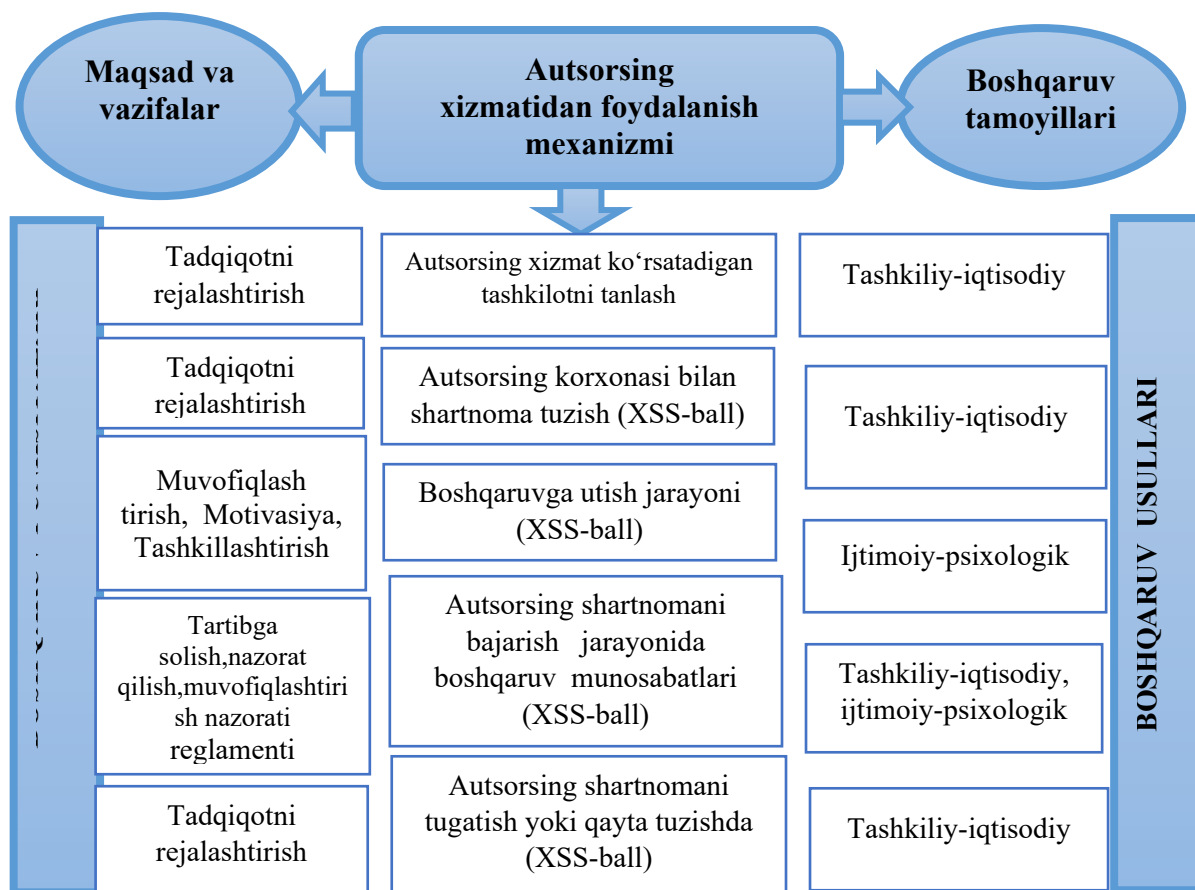 Maqsad va
vazifalar
Autsorsing
xizmatidan foydalanish
mexanizmi
Boshqaruv
tamoyillari
Tadqiqotni
rejalashtirish
Tadqiqotni
rejalashtirish
Muvofiqlash
tirish, Motivasiya,
Tashkillashtirish
Tartibga
solish,nazorat
qilish,muvofiqlashtiri
sh nazorati
reglamenti
Tadqiqotni
rejalashtirish
Autsorsing xizmat ko‘rsatadigan
tashkilotni tanlash
Autsorsing korxonasi bilan
shartnoma tuzish (XSS-ball)
Boshqaruvga utish jarayoni
(XSS-ball)
Autsorsing shartnomani
bajarish jarayonida
boshqaruv munosabatlari
(XSS-ball)
Autsorsing shartnomani
tugatish yoki qayta tuzishda
(XSS-ball)
Tashkiliy-iqtisodiy
Tashkiliy-iqtisodiy
Ijtimoiy-psixologik
Tashkiliy-iqtisodiy,
ijtimoiy-psixologik
Tashkiliy-iqtisodiy
BOSHQARUV USULLARI